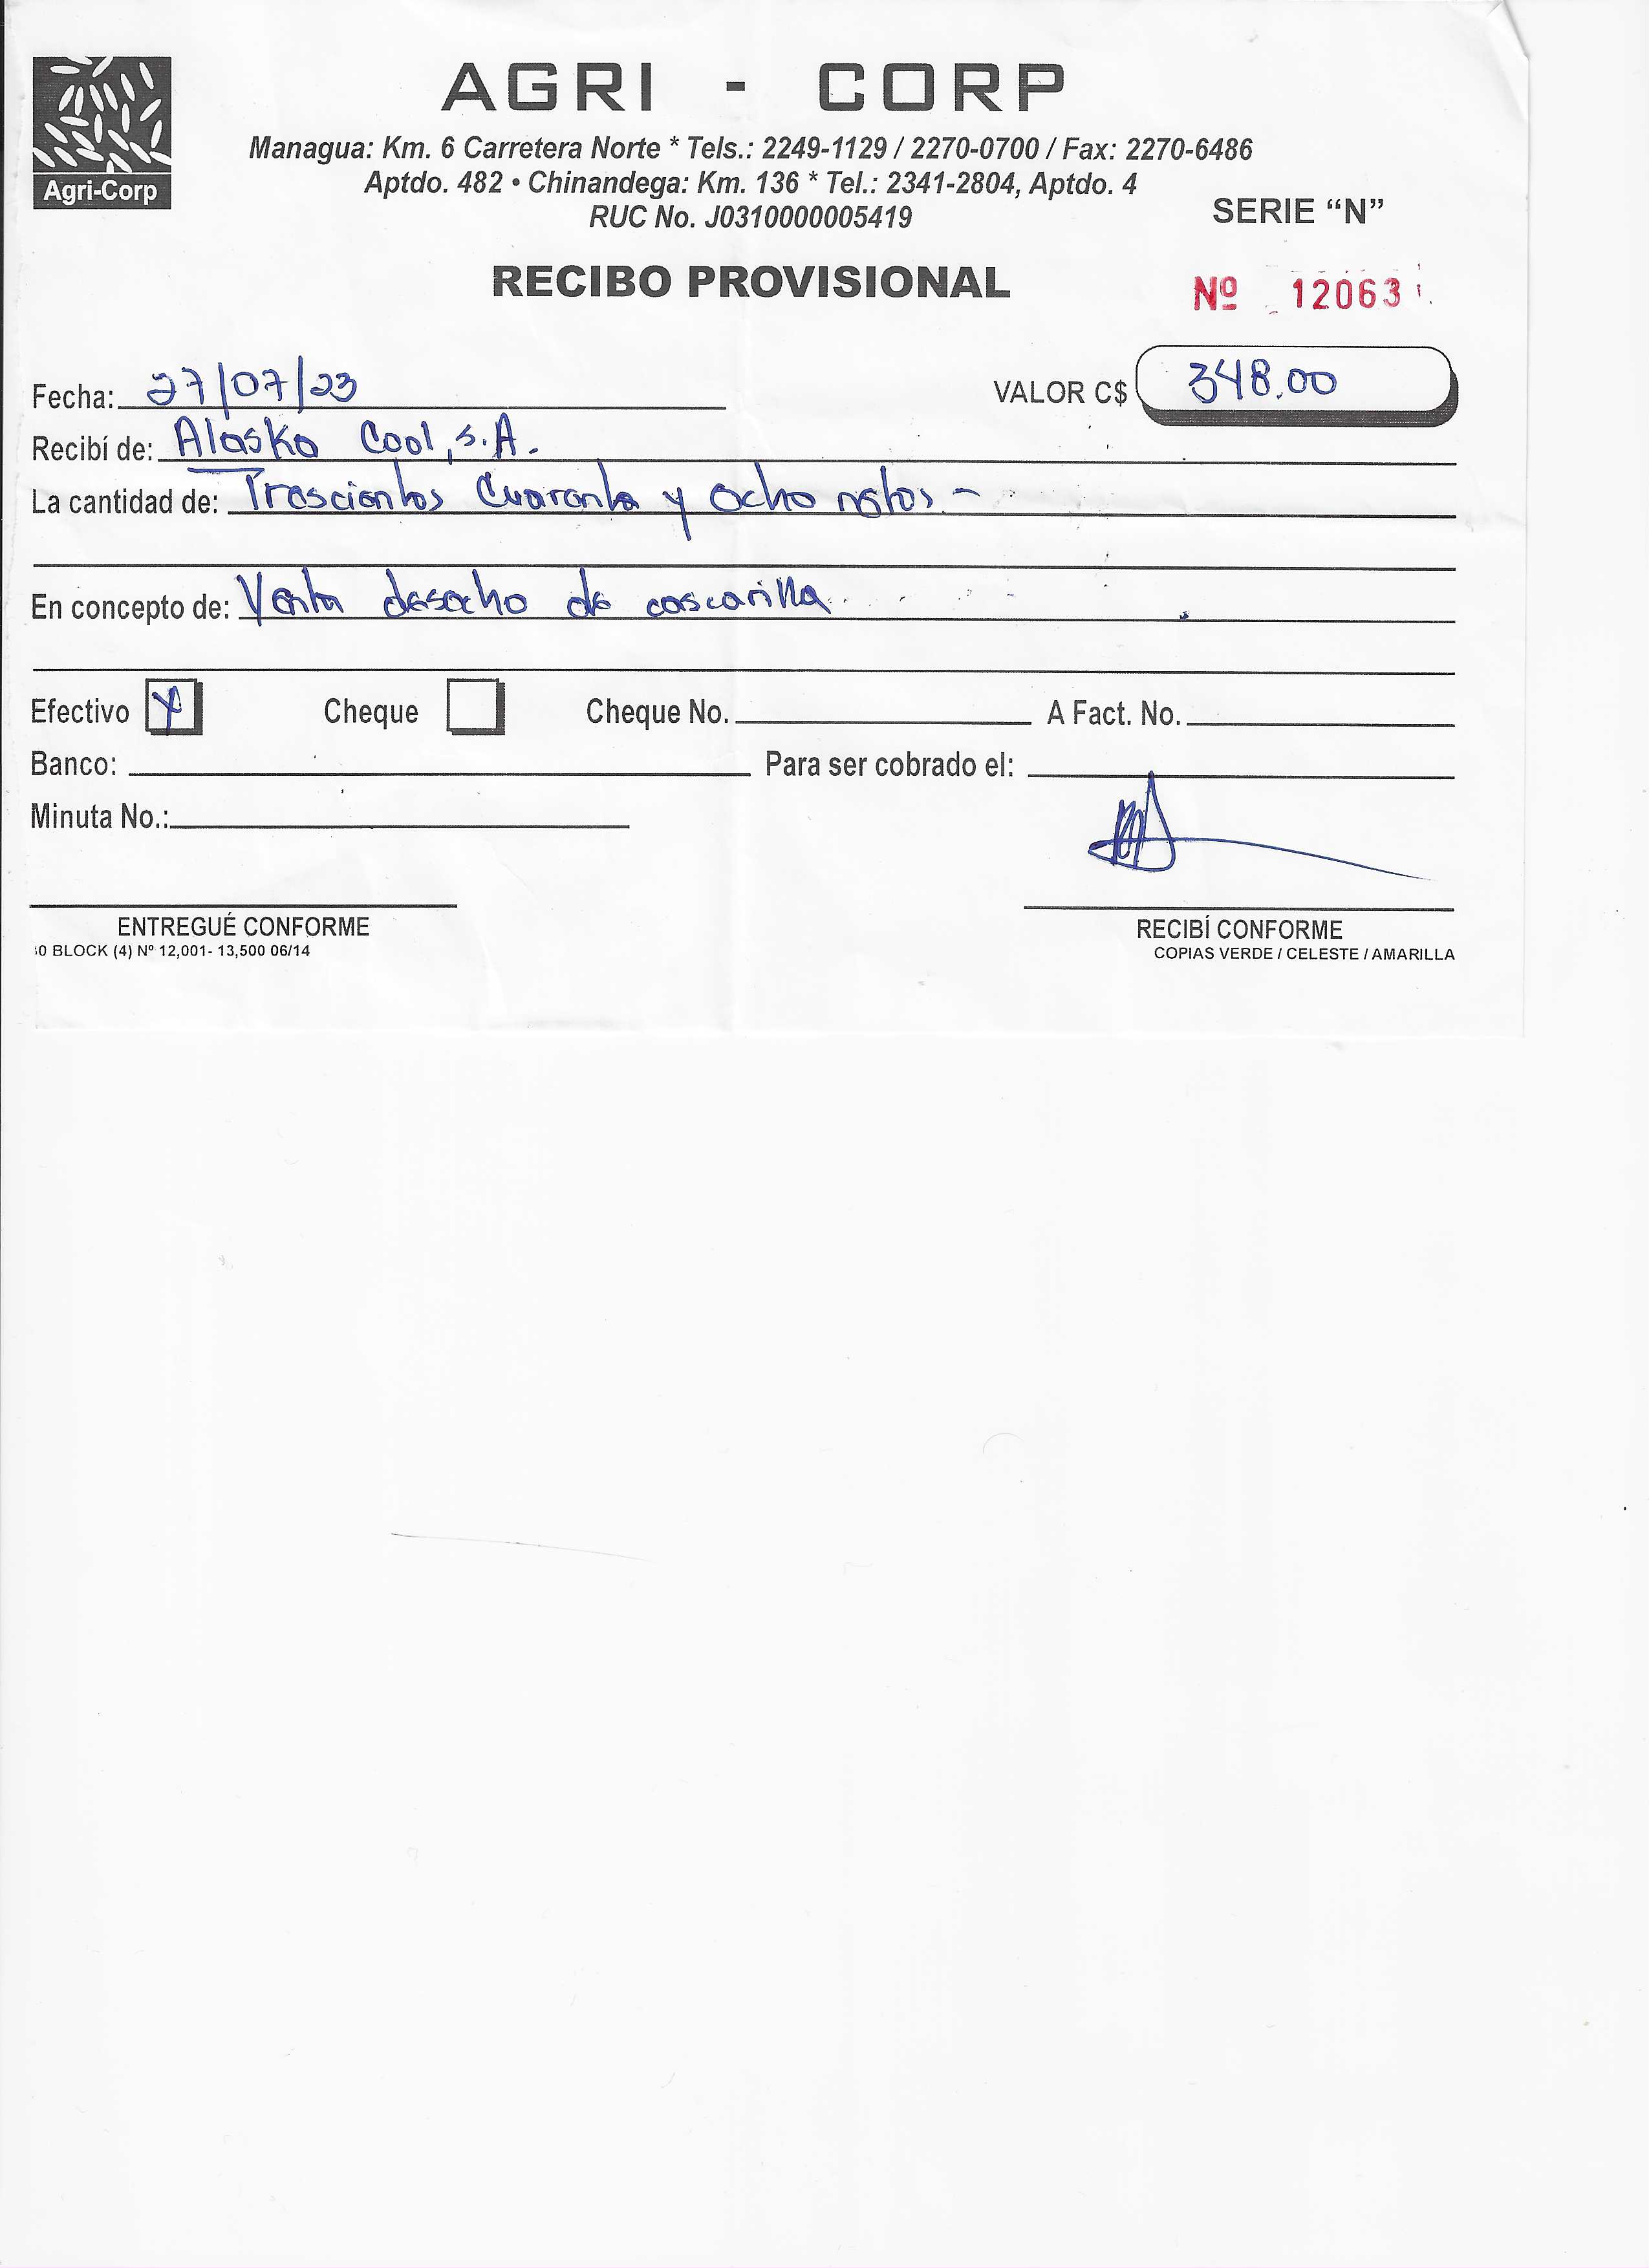 AGRI - CORP
Agri-Corp
Managua: Km. 6 Carretera Norte * Tels.: 2249-1129 / 2270-0700 / Fax: 2270-6486
Aptdo. 482 • Chinandega: Km. 136 * Tel.: 2341-2804, Aptdo. 4
RUC No. J0310000005419
SERIE “N”
RECIBO PROVISIONAL
Nº 12063
Fecha: 27/07/23 VALOR C$ 348.00
Recibí de: Alaska Cool, S.A.
La cantidad de: Trescientos Cuarenta y Ocho netos -
En concepto de: Venta desecho de cascarilla
Efectivo X Cheque Cheque No. A Fact. No.
Banco: Para ser cobrado el:
Minuta No.:
ENTREGUÉ CONFORME RECIBÍ CONFORME
0 BLOCK (4) Nº 12,001- 13,500 06/14 COPIAS VERDE / CELESTE / AMARILLA